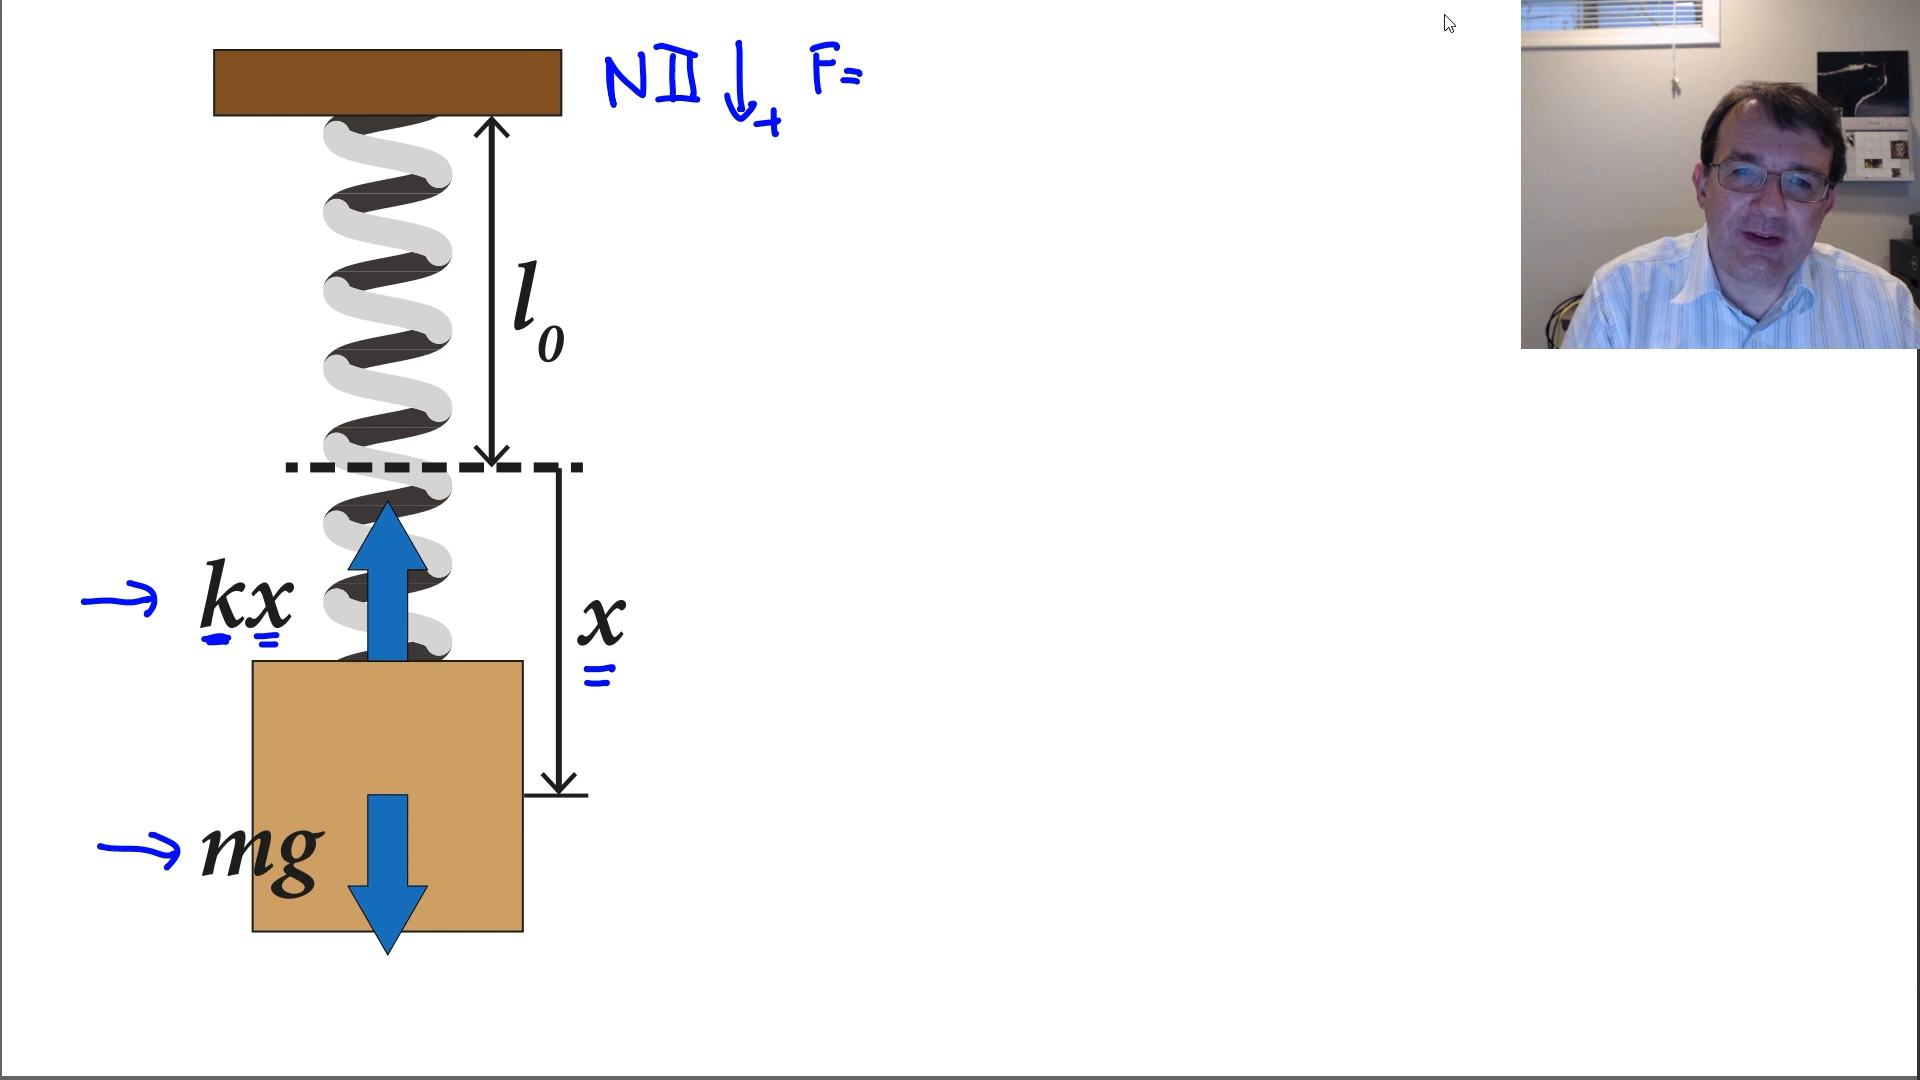 NII ↓+ F=
l₀
→ kx
x
→ mg